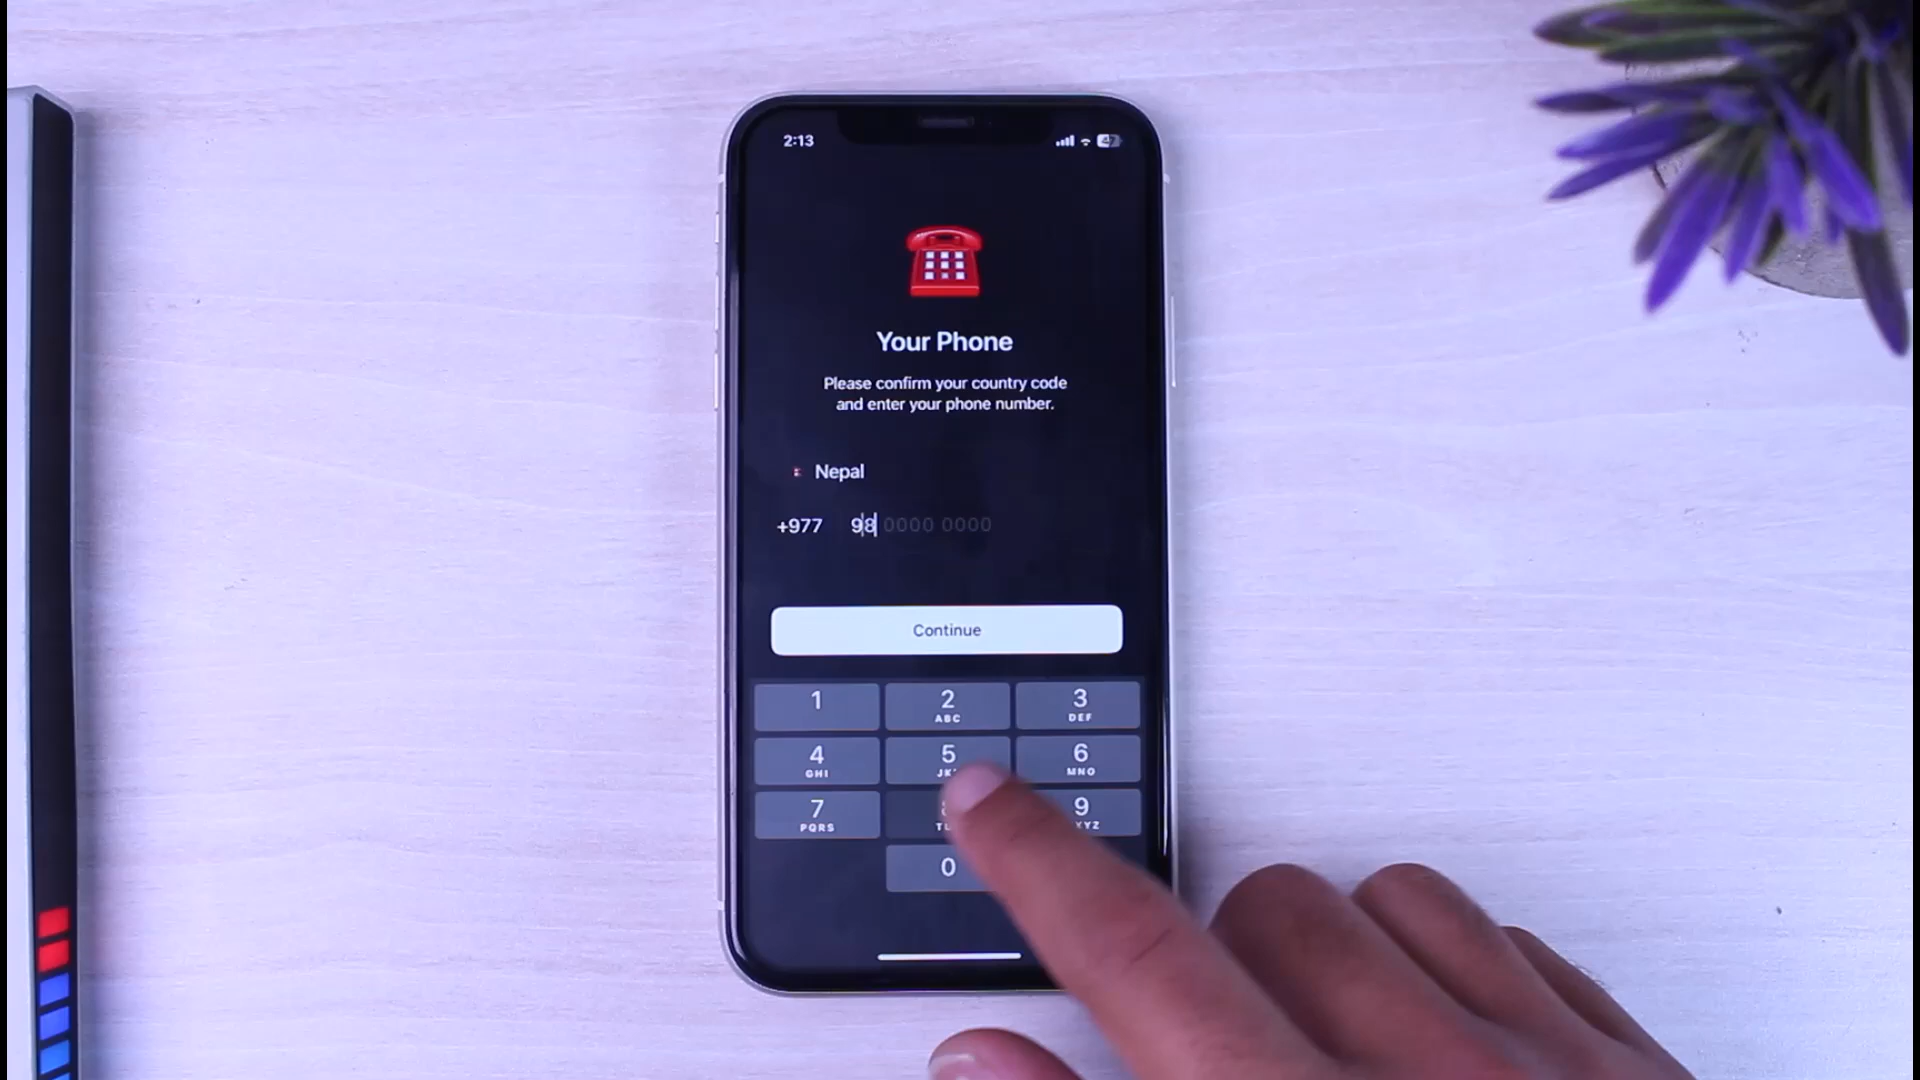 2:13
47
Your Phone
Please confirm your country code
and enter your phone number.
Nepal
+977 98 0000 0000
Continue
1
2
ABC
3
DEF
4
GHI
5
6
MNO
7
PQRS
9
0